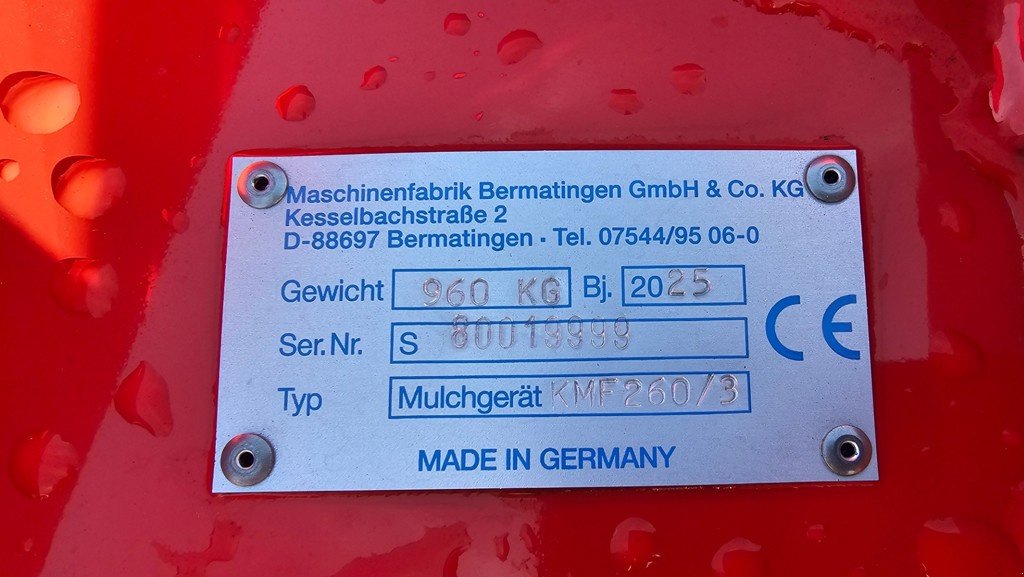 Maschinenfabrik Bermatingen GmbH & Co. KG
Kesselbachstraße 2
D-88697 Bermatingen · Tel. 07544/95 06-0
Gewicht 960 KG Bj. 2025
Ser.Nr. S 80019999
Typ Mulchgerät KMF260/3
CE
MADE IN GERMANY